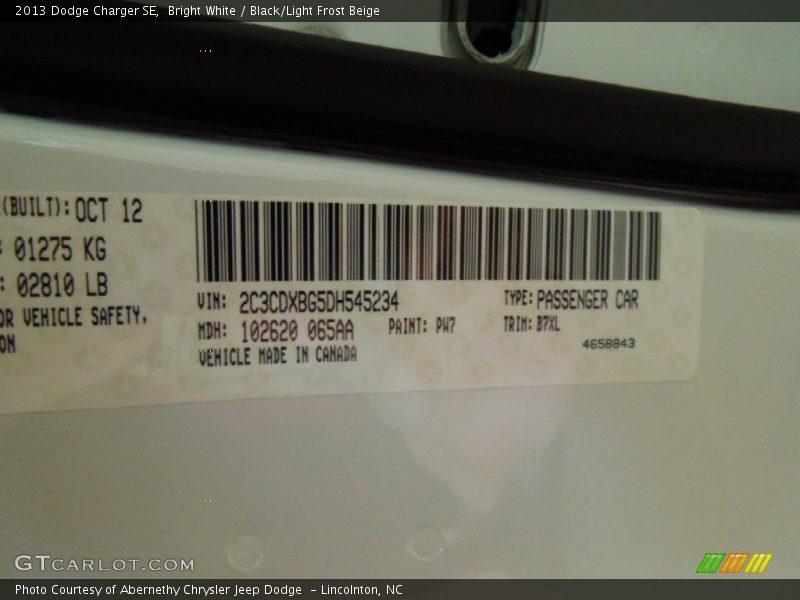 2013 Dodge Charger SE, Bright White / Black/Light Frost Beige
(BUILT): OCT 12
: 01275 KG
: 02810 LB
OR VEHICLE SAFETY,
ON
VIN: 2C3CDXBG5DH545234
TYPE: PASSENGER CAR
MDH: 102620 065AA
PAINT: PW7
TRIM: B7XL
VEHICLE MADE IN CANADA
4658843
GTCARLOT.COM
Photo Courtesy of Abernethy Chrysler Jeep Dodge - Lincolnton, NC